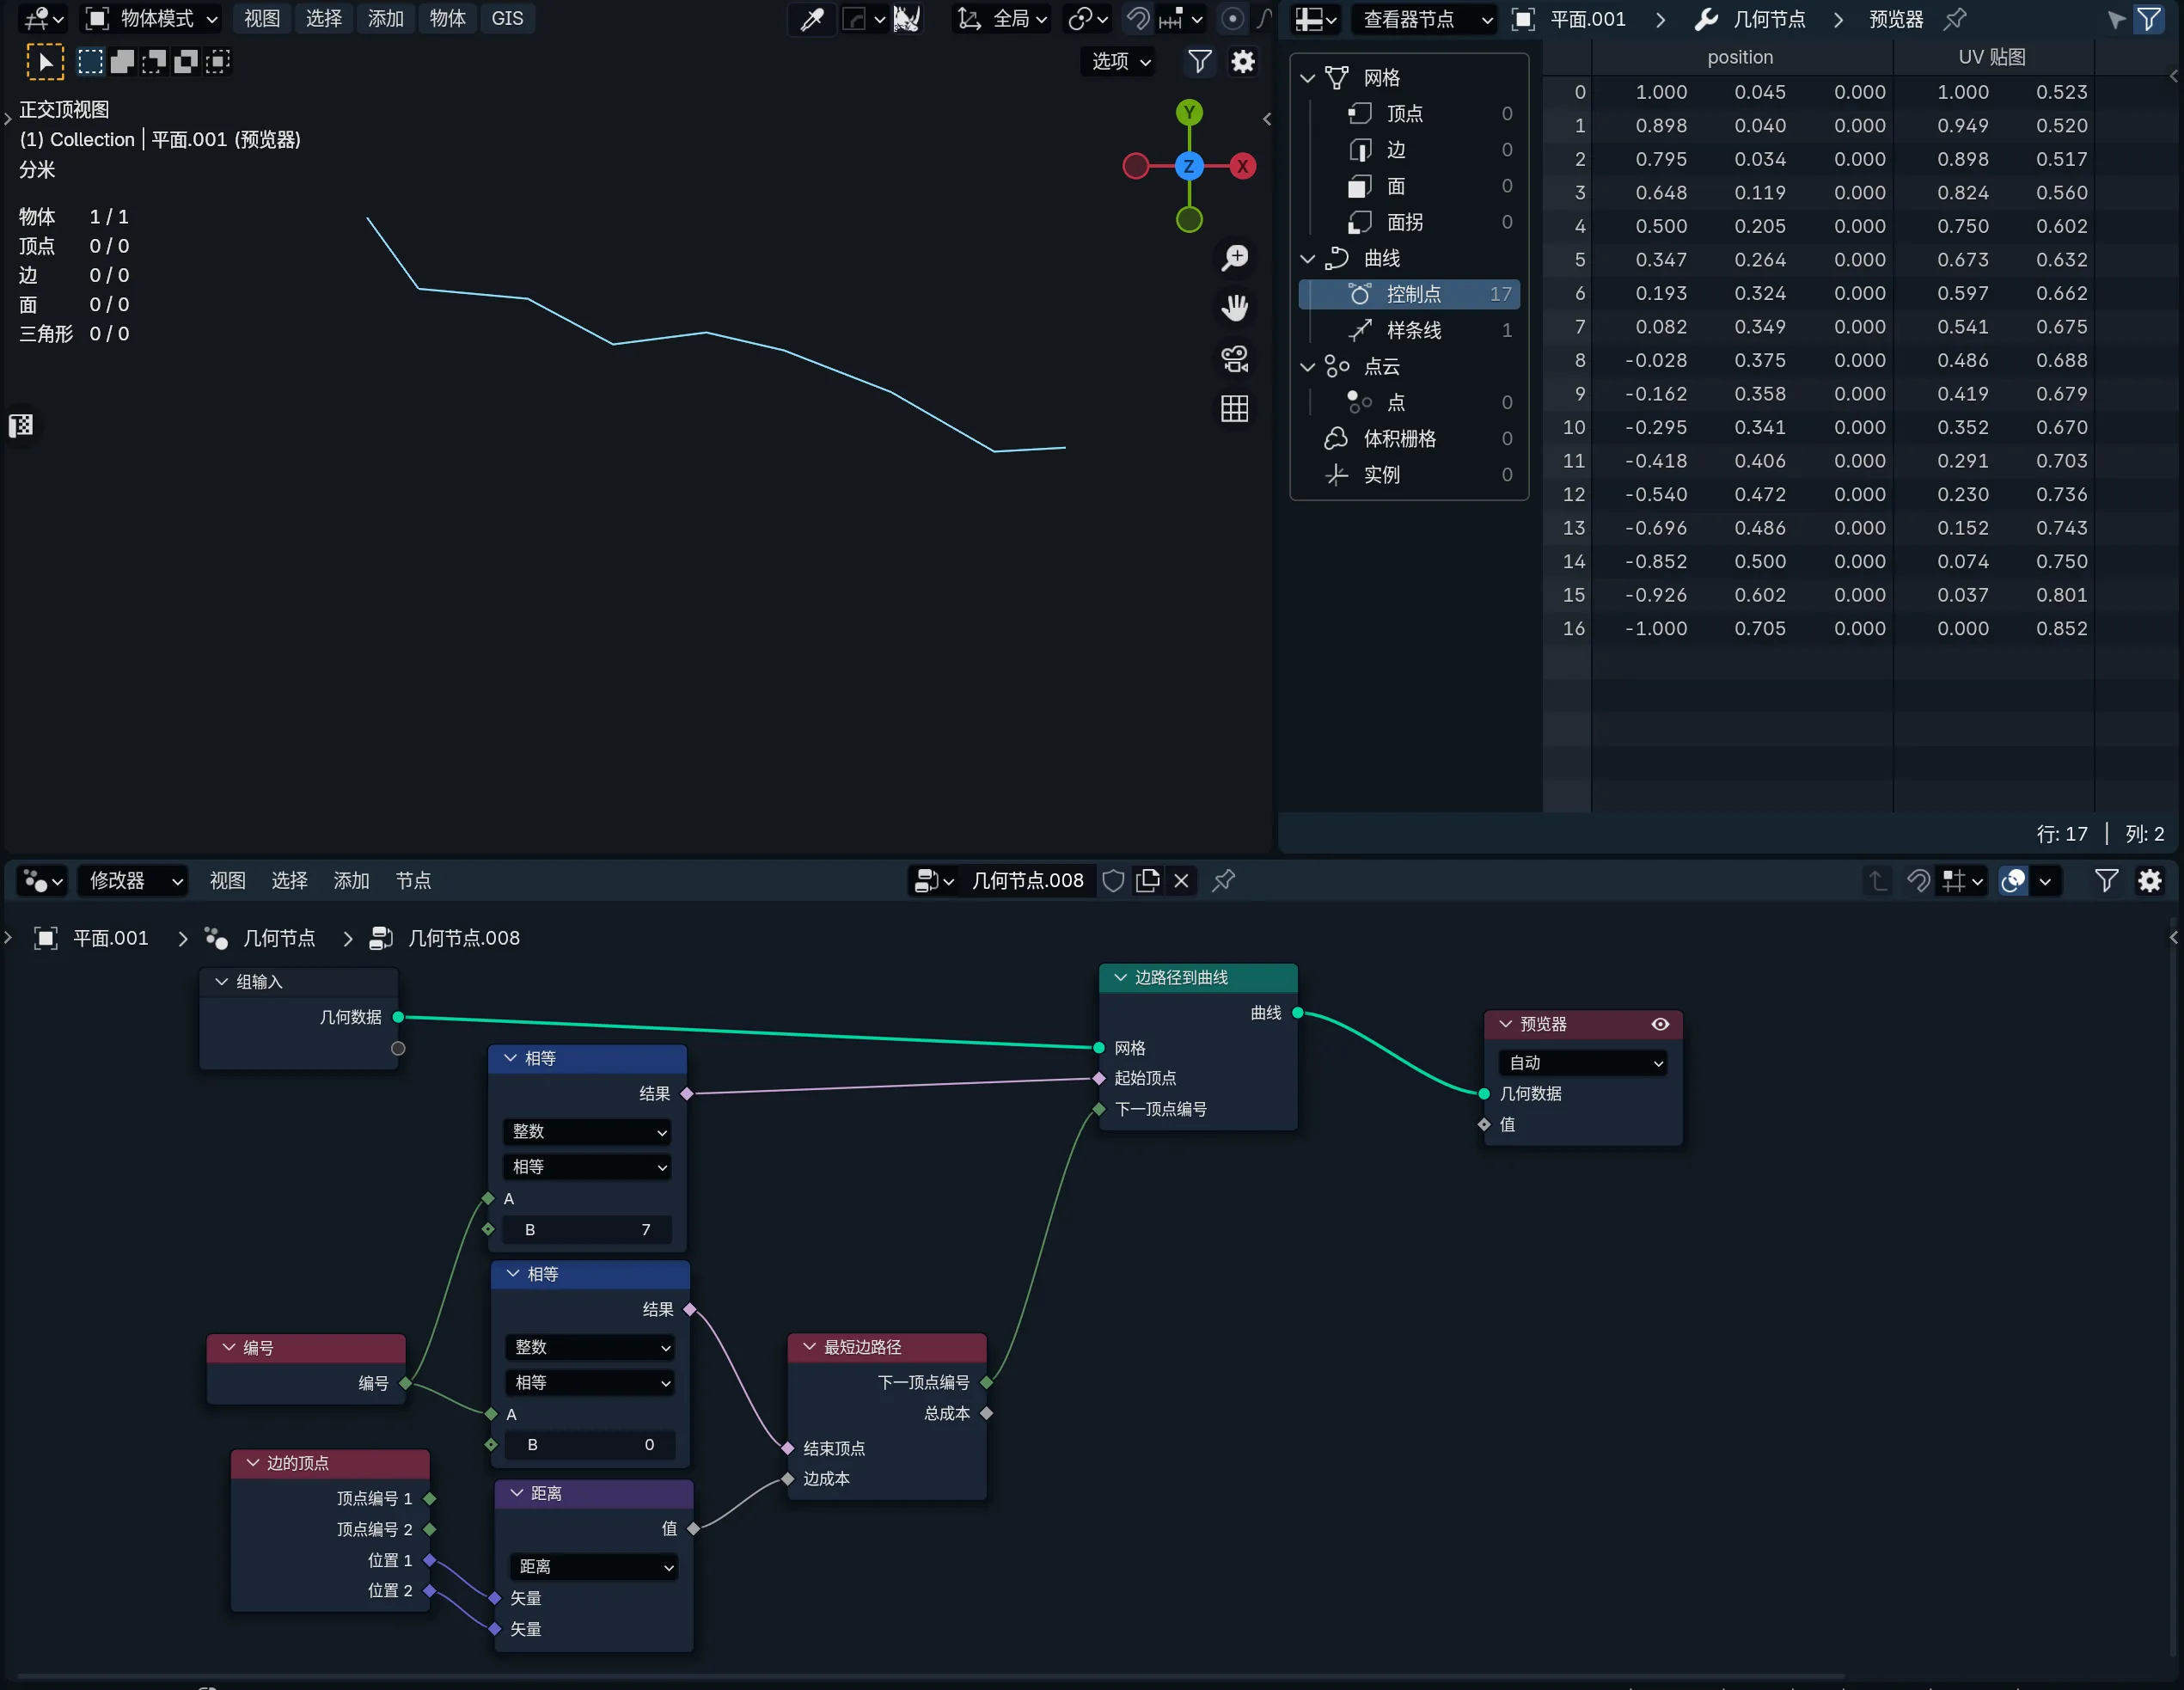 物体模式 视图 选择 添加 物体 GIS 全局
选项
正交顶视图
(1) Collection | 平面.001 (预览器)
分米
物体 1 / 1
顶点 0 / 0
边 0 / 0
面 0 / 0
三角形 0 / 0
Y
Z
X
查看器节点 平面.001 几何节点 预览器
网格
顶点 0
边 0
面 0
面拐 0
曲线
控制点 17
样条线 1
点云
点 0
体积栅格 0
实例 0
position UV 贴图
0 1.000 0.045 0.000 1.000 0.523
1 0.898 0.040 0.000 0.949 0.520
2 0.795 0.034 0.000 0.898 0.517
3 0.648 0.119 0.000 0.824 0.560
4 0.500 0.205 0.000 0.750 0.602
5 0.347 0.264 0.000 0.673 0.632
6 0.193 0.324 0.000 0.597 0.662
7 0.082 0.349 0.000 0.541 0.675
8 -0.028 0.375 0.000 0.486 0.688
9 -0.162 0.358 0.000 0.419 0.679
10 -0.295 0.341 0.000 0.352 0.670
11 -0.418 0.406 0.000 0.291 0.703
12 -0.540 0.472 0.000 0.230 0.736
13 -0.696 0.486 0.000 0.152 0.743
14 -0.852 0.500 0.000 0.074 0.750
15 -0.926 0.602 0.000 0.037 0.801
16 -1.000 0.705 0.000 0.000 0.852
行: 17 | 列: 2
修改器 视图 选择 添加 节点 几何节点.008
平面.001 几何节点 几何节点.008
组输入
几何数据
相等
结果
整数
相等
A
B 7
相等
结果
整数
相等
A
B 0
编号
编号
边的顶点
顶点编号 1
顶点编号 2
位置 1
位置 2
距离
值
距离
矢量
矢量
最短边路径
下一顶点编号
总成本
结束顶点
边成本
边路径到曲线
曲线
网格
起始顶点
下一顶点编号
预览器
自动
几何数据
值